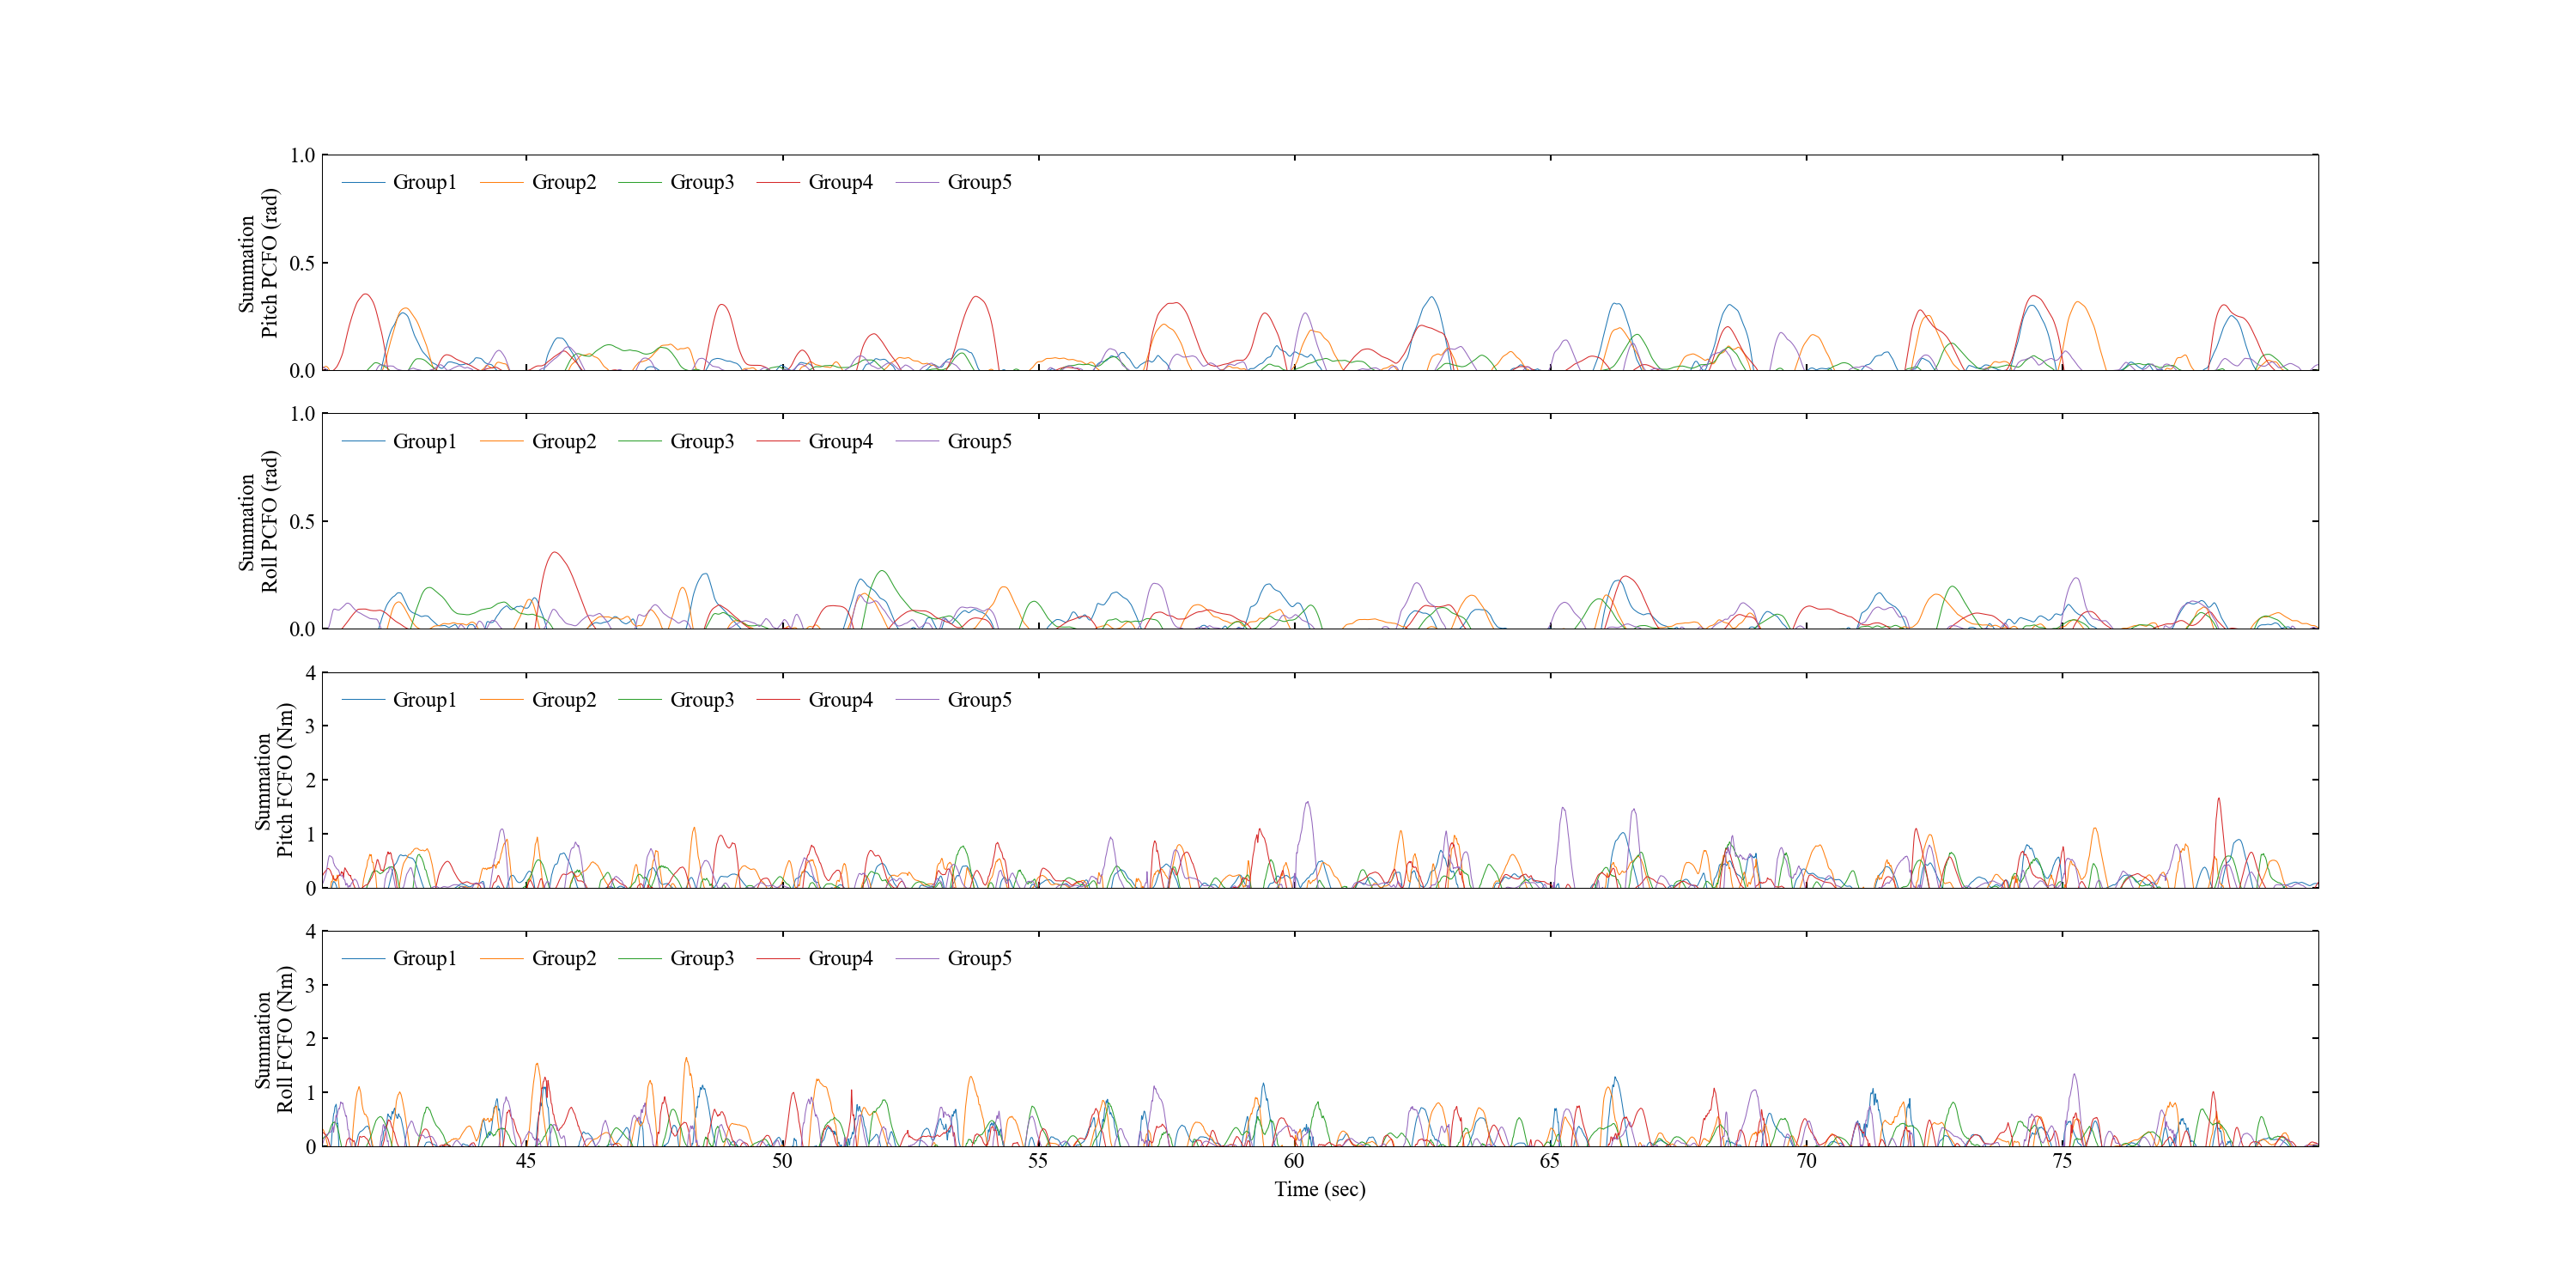 Summation
Pitch PCFO (rad)
1.0
0.5
0.0
Group1 Group2 Group3 Group4 Group5
Summation
Roll PCFO (rad)
1.0
0.5
0.0
Group1 Group2 Group3 Group4 Group5
Summation
Pitch FCFO (Nm)
4
3
2
1
0
Group1 Group2 Group3 Group4 Group5
Summation
Roll FCFO (Nm)
4
3
2
1
0
Group1 Group2 Group3 Group4 Group5
45 50 55 60 65 70 75
Time (sec)